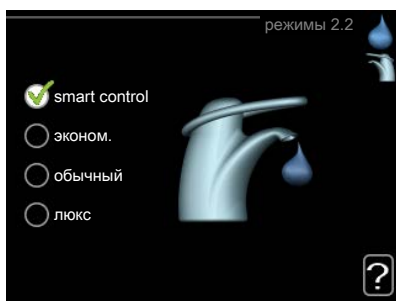 режимы 2.2
smart control
эконом.
обычный
люкс
?